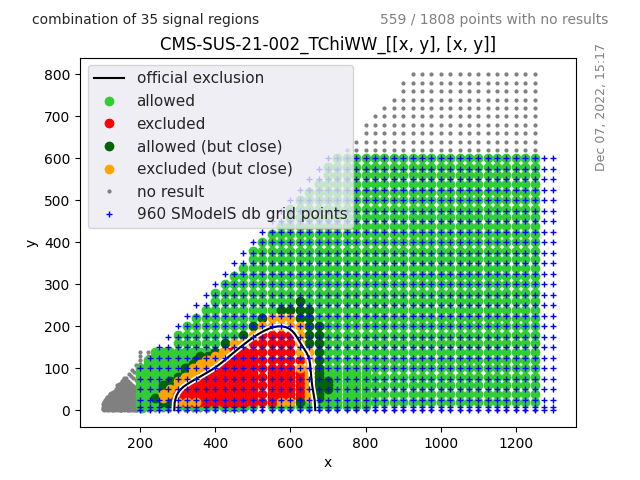 combination of 35 signal regions
559 / 1808 points with no results
CMS-SUS-21-002_TChiWW_[[x, y], [x, y]]
Dec 07, 2022, 15:17
official exclusion
allowed
excluded
allowed (but close)
excluded (but close)
no result
960 SModelS db grid points
y
800
700
600
500
400
300
200
100
0
200 400 600 800 1000 1200
x